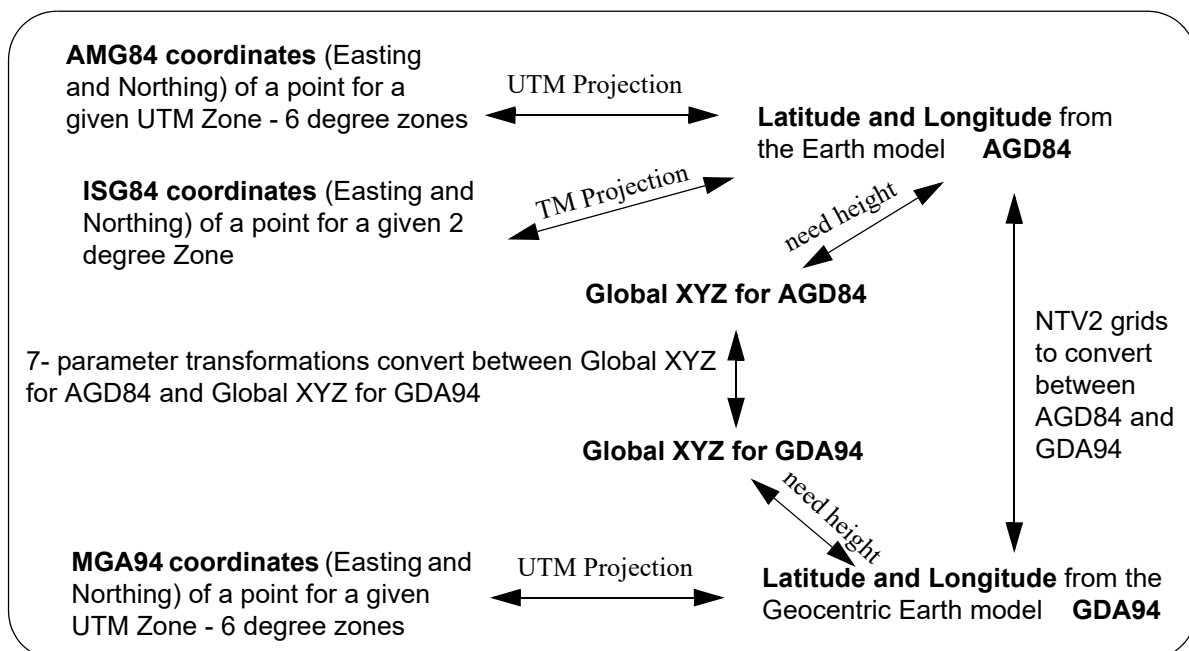 AMG84 coordinates (Easting
and Northing) of a point for a
given UTM Zone - 6 degree zones
UTM Projection
Latitude and Longitude from
the Earth model AGD84
ISG84 coordinates (Easting and
Northing) of a point for a given 2
degree Zone
TM Projection
need height
Global XYZ for AGD84
7- parameter transformations convert between Global XYZ
for AGD84 and Global XYZ for GDA94
NTV2 grids
to convert
between
AGD84 and
GDA94
Global XYZ for GDA94
need height
MGA94 coordinates (Easting and
Northing) of a point for a given
UTM Zone - 6 degree zones
UTM Projection
Latitude and Longitude from the
Geocentric Earth model GDA94